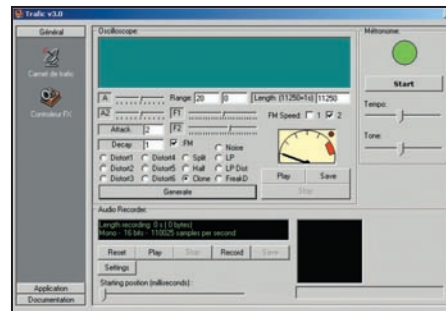 Trafic v3.0
Général
Carnet de trafic
Controleur FX
Application
Documentation
Oscilloscope:
A
Range: 20 0
Length: (11250=1s) 11250
A2
F1
FM Speed: 1 2
Attack 2
F2
Decay 1
FM
Noise
Distort1 Distort4 Split LP
Distort2 Distort5 Half LP Dist
Distort3 Distort6 Clone FreakD
Generate
Play Save
Stop
Audio Recorder
Length recording 0 s ( 0 bytes)
Mono - 16 bits - 110025 samples per second
Reset Play Stop Record Save
Settings
Starting position (milliseconds) :
Métronome:
Start
Tempo:
Tone: